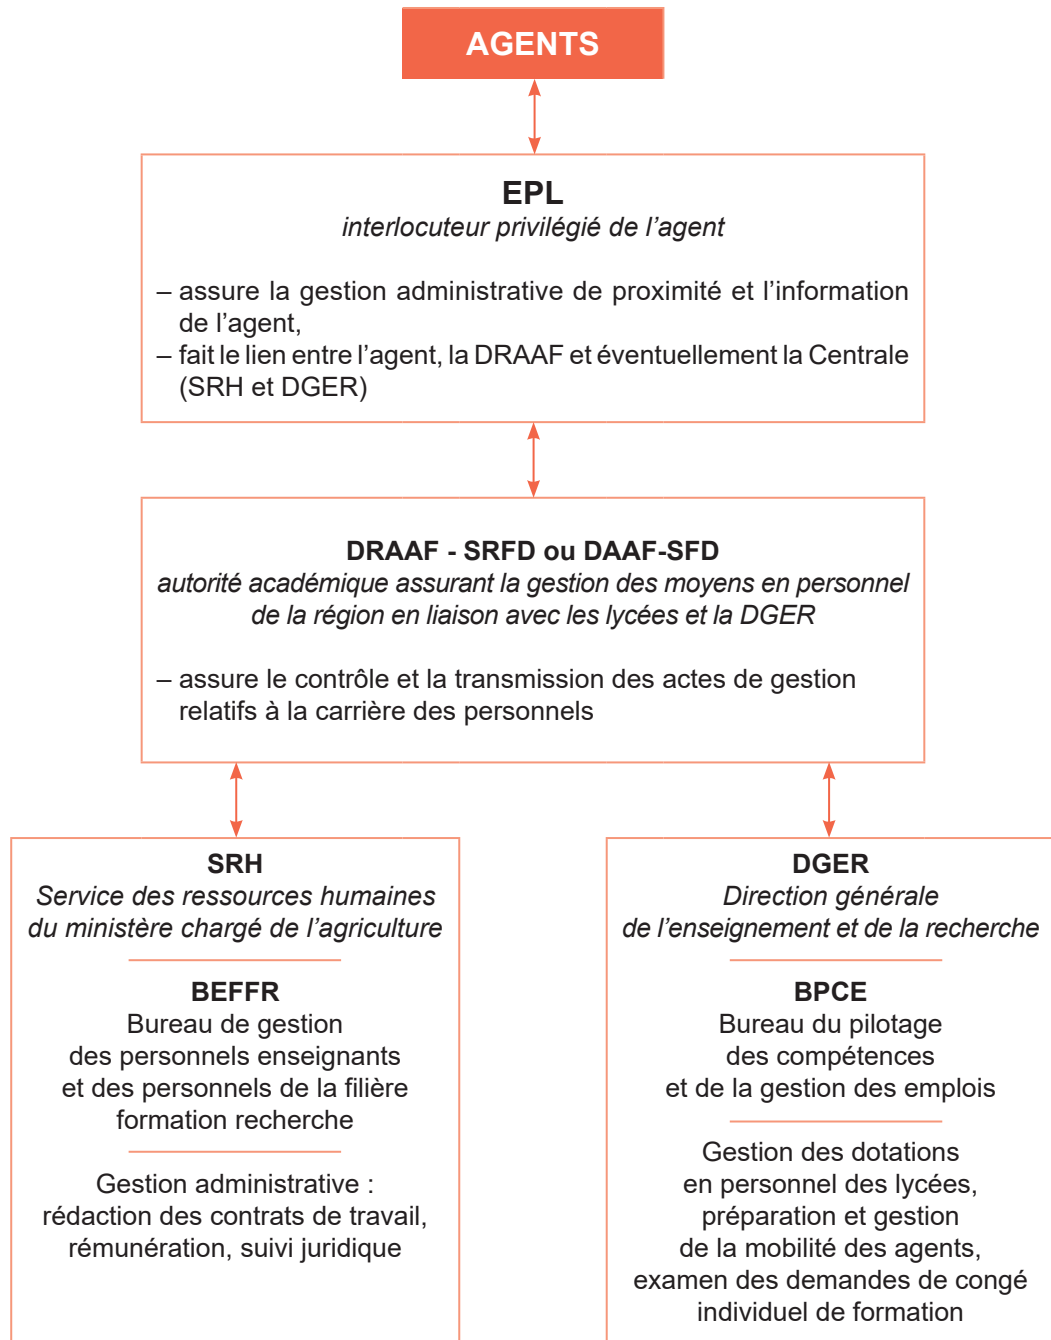 AGENTS
EPL
interlocuteur privilégié de l’agent
– assure la gestion administrative de proximité et l’information
de l’agent,
– fait le lien entre l’agent, la DRAAF et éventuellement la Centrale
(SRH et DGER)
DRAAF - SRFD ou DAAF-SFD
autorité académique assurant la gestion des moyens en personnel
de la région en liaison avec les lycées et la DGER
– assure le contrôle et la transmission des actes de gestion
relatifs à la carrière des personnels
SRH
Service des ressources humaines
du ministère chargé de l’agriculture
BEFFR
Bureau de gestion
des personnels enseignants
et des personnels de la filière
formation recherche
Gestion administrative :
rédaction des contrats de travail,
rémunération, suivi juridique
DGER
Direction générale
de l’enseignement et de la recherche
BPCE
Bureau du pilotage
des compétences
et de la gestion des emplois
Gestion des dotations
en personnel des lycées,
préparation et gestion
de la mobilité des agents,
examen des demandes de congé
individuel de formation